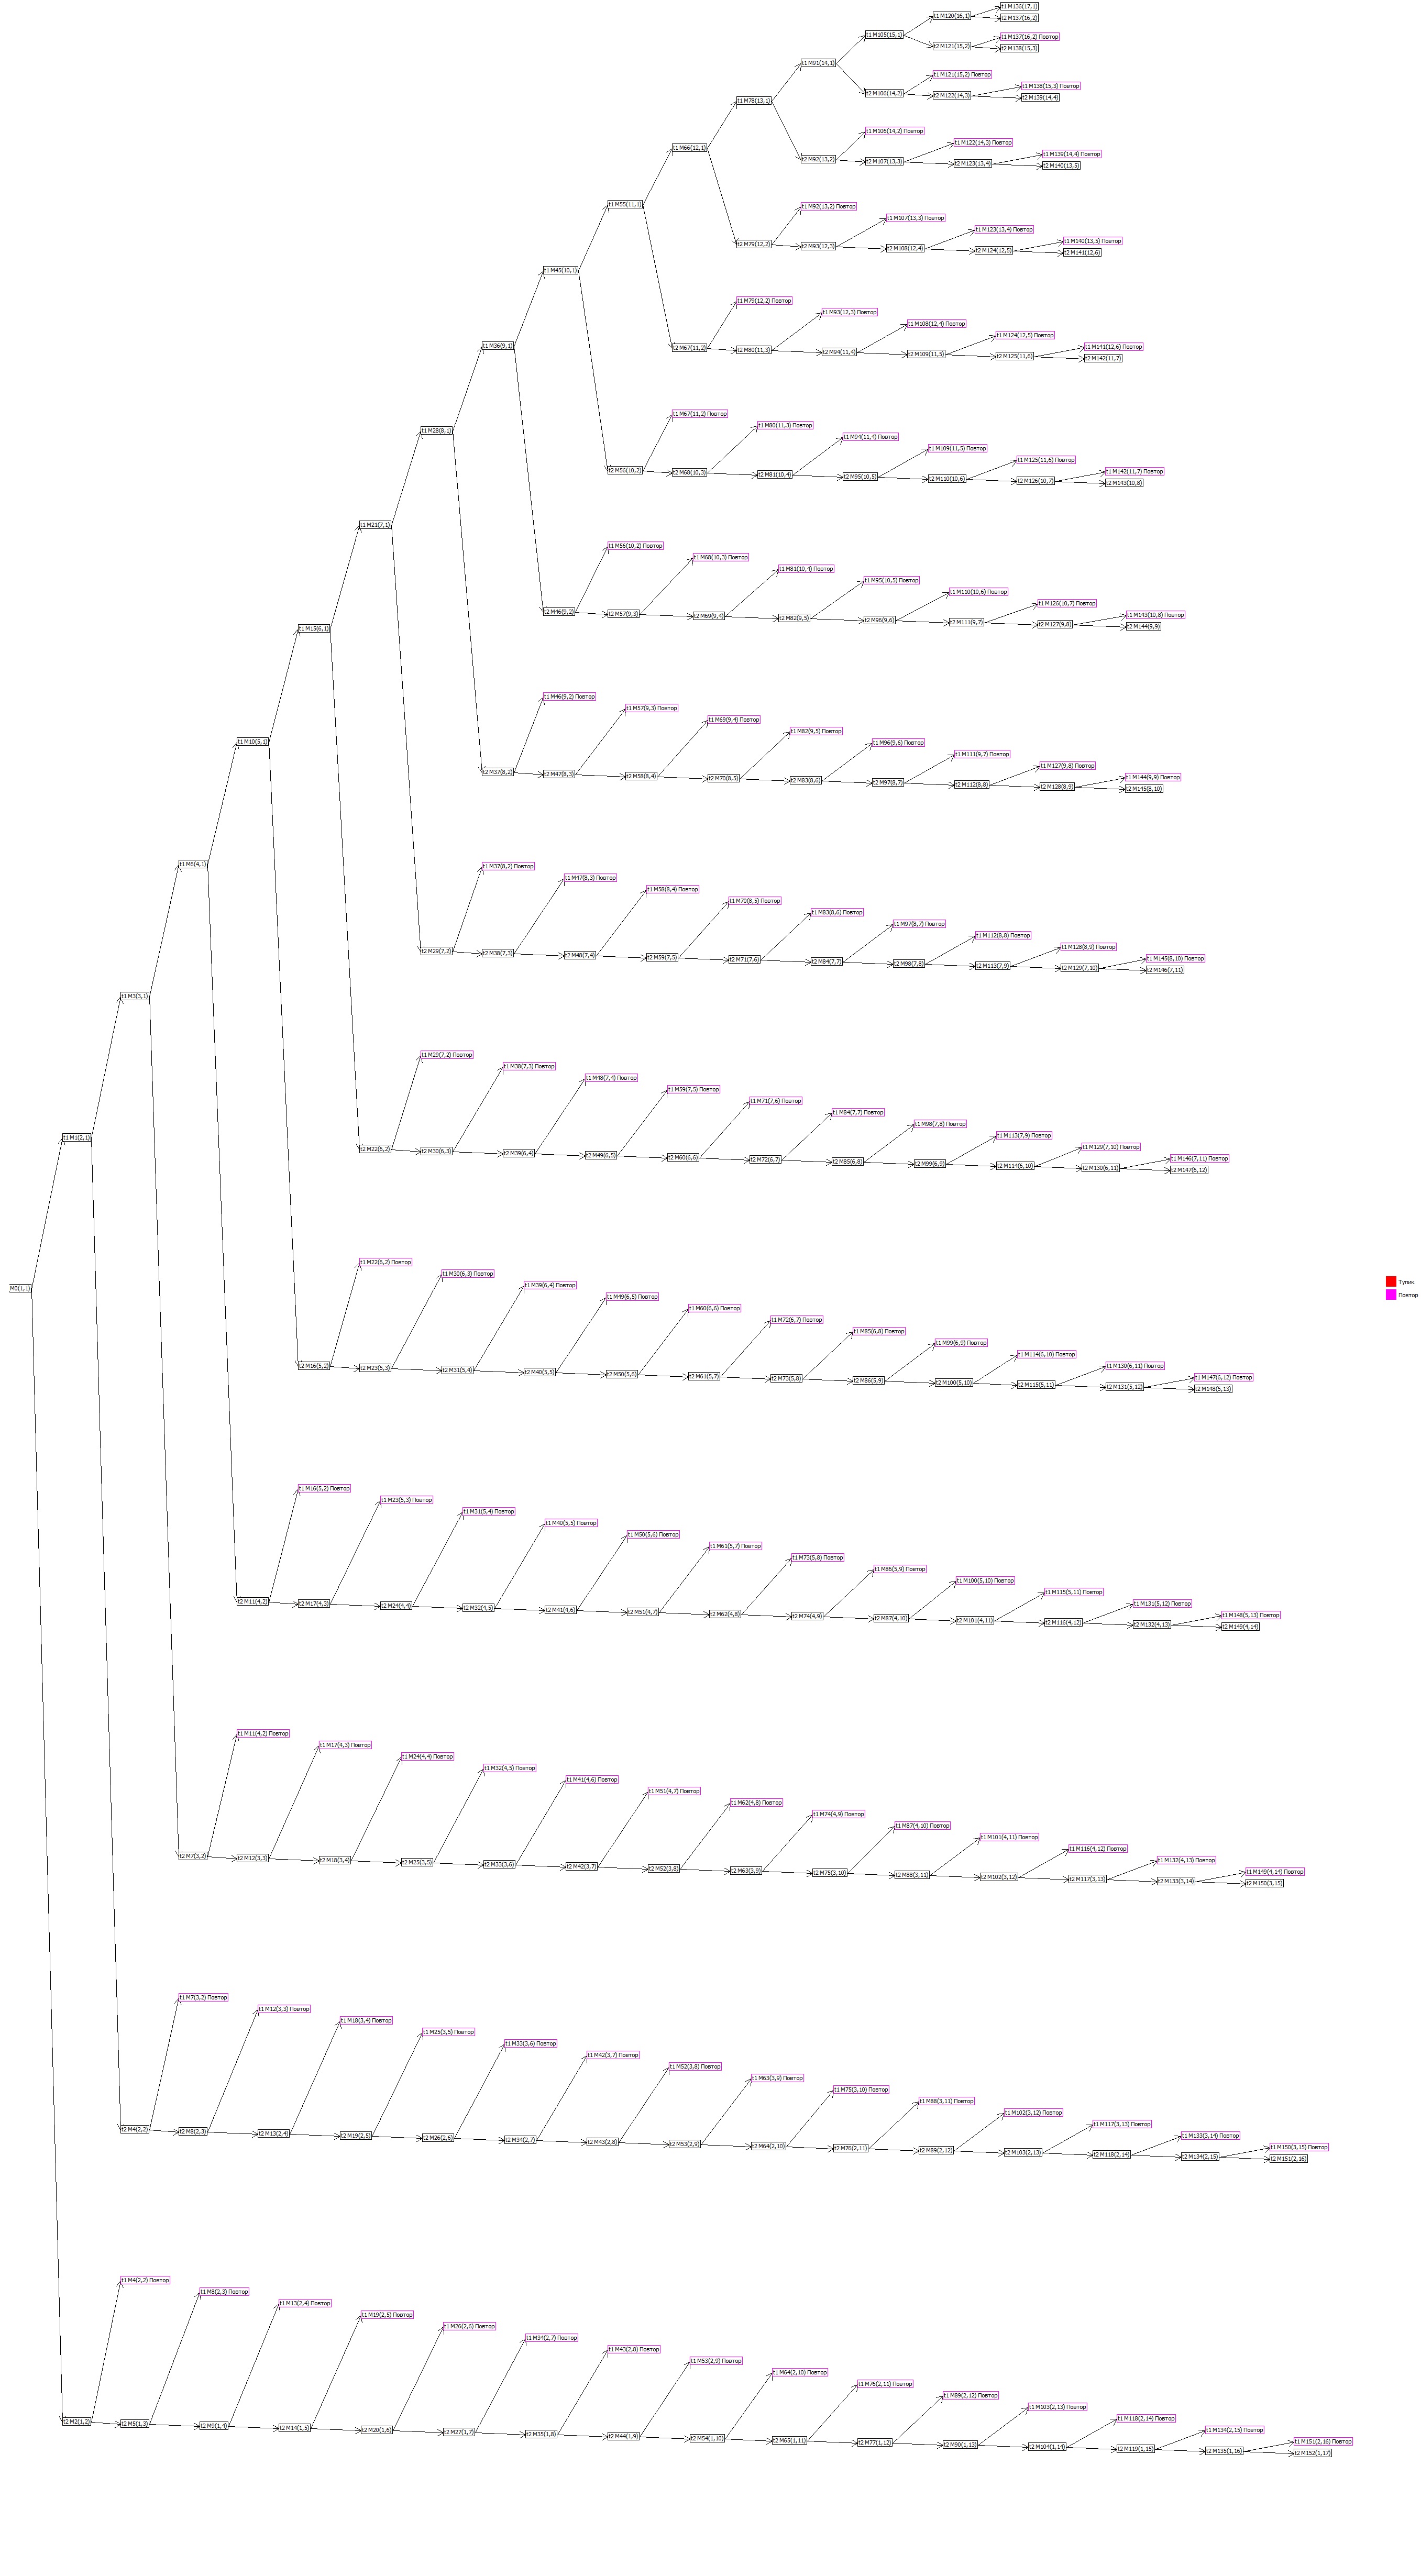 t1 M136(17,1)
t1 M120(16,1)
t2 M137(16,2)
t1 M105(15,1)
t1 M137(16,2) Повтор
t2 M121(15,2)
t2 M138(15,3)
t1 M91(14,1)
t1 M121(15,2) Повтор
t1 M138(15,3) Повтор
t2 M106(14,2)
t2 M122(14,3)
t2 M139(14,4)
t1 M78(13,1)
t1 M106(14,2) Повтор
t1 M122(14,3) Повтор
t1 M66(12,1)
t1 M139(14,4) Повтор
t2 M92(13,2)
t2 M107(13,3)
t2 M123(13,4)
t2 M140(13,5)
t1 M55(11,1)
t1 M92(13,2) Повтор
t1 M107(13,3) Повтор
t1 M123(13,4) Повтор
t1 M140(13,5) Повтор
t2 M79(12,2)
t2 M93(12,3)
t2 M108(12,4)
t2 M124(12,5)
t2 M141(12,6)
t1 M45(10,1)
t1 M79(12,2) Повтор
t1 M93(12,3) Повтор
t1 M108(12,4) Повтор
t1 M124(12,5) Повтор
t1 M36(9,1)
t1 M141(12,6) Повтор
t2 M67(11,2)
t2 M80(11,3)
t2 M94(11,4)
t2 M109(11,5)
t2 M125(11,6)
t2 M142(11,7)
t1 M67(11,2) Повтор
t1 M80(11,3) Повтор
t1 M28(8,1)
t1 M94(11,4) Повтор
t1 M109(11,5) Повтор
t1 M125(11,6) Повтор
t1 M142(11,7) Повтор
t2 M56(10,2)
t2 M68(10,3)
t2 M81(10,4)
t2 M95(10,5)
t2 M110(10,6)
t2 M126(10,7)
t2 M143(10,8)
t1 M21(7,1)
t1 M56(10,2) Повтор
t1 M68(10,3) Повтор
t1 M81(10,4) Повтор
t1 M95(10,5) Повтор
t1 M110(10,6) Повтор
t1 M126(10,7) Повтор
t1 M143(10,8) Повтор
t2 M46(9,2)
t2 M57(9,3)
t2 M69(9,4)
t2 M82(9,5)
t2 M96(9,6)
t2 M111(9,7)
t2 M127(9,8)
t2 M144(9,9)
t1 M15(6,1)
t1 M46(9,2) Повтор
t1 M57(9,3) Повтор
t1 M69(9,4) Повтор
t1 M82(9,5) Повтор
t1 M10(5,1)
t1 M96(9,6) Повтор
t1 M111(9,7) Повтор
t1 M127(9,8) Повтор
t1 M144(9,9) Повтор
t2 M37(8,2)
t2 M47(8,3)
t2 M58(8,4)
t2 M70(8,5)
t2 M83(8,6)
t2 M97(8,7)
t2 M112(8,8)
t2 M128(8,9)
t2 M145(8,10)
t1 M6(4,1)
t1 M37(8,2) Повтор
t1 M47(8,3) Повтор
t1 M58(8,4) Повтор
t1 M70(8,5) Повтор
t1 M83(8,6) Повтор
t1 M97(8,7) Повтор
t1 M112(8,8) Повтор
t1 M128(8,9) Повтор
t1 M145(8,10) Повтор
t2 M29(7,2)
t2 M38(7,3)
t2 M48(7,4)
t2 M59(7,5)
t2 M71(7,6)
t2 M84(7,7)
t2 M98(7,8)
t2 M113(7,9)
t2 M129(7,10)
t2 M146(7,11)
t1 M3(3,1)
t1 M29(7,2) Повтор
t1 M38(7,3) Повтор
t1 M48(7,4) Повтор
t1 M59(7,5) Повтор
t1 M71(7,6) Повтор
t1 M84(7,7) Повтор
t1 M98(7,8) Повтор
t1 M113(7,9) Повтор
t1 M1(2,1)
t1 M129(7,10) Повтор
t1 M146(7,11) Повтор
t2 M22(6,2)
t2 M30(6,3)
t2 M39(6,4)
t2 M49(6,5)
t2 M60(6,6)
t2 M72(6,7)
t2 M85(6,8)
t2 M99(6,9)
t2 M114(6,10)
t2 M130(6,11)
t2 M147(6,12)
t1 M22(6,2) Повтор
t1 M30(6,3) Повтор
Тупик
M0(1,1)
t1 M39(6,4) Повтор
Повтор
t1 M49(6,5) Повтор
t1 M60(6,6) Повтор
t1 M72(6,7) Повтор
t1 M85(6,8) Повтор
t1 M99(6,9) Повтор
t1 M114(6,10) Повтор
t1 M130(6,11) Повтор
t1 M147(6,12) Повтор
t2 M16(5,2)
t2 M23(5,3)
t2 M31(5,4)
t2 M40(5,5)
t2 M50(5,6)
t2 M61(5,7)
t2 M73(5,8)
t2 M86(5,9)
t2 M100(5,10)
t2 M115(5,11)
t2 M131(5,12)
t2 M148(5,13)
t1 M16(5,2) Повтор
t1 M23(5,3) Повтор
t1 M31(5,4) Повтор
t1 M40(5,5) Повтор
t1 M50(5,6) Повтор
t1 M61(5,7) Повтор
t1 M73(5,8) Повтор
t1 M86(5,9) Повтор
t1 M100(5,10) Повтор
t1 M115(5,11) Повтор
t1 M131(5,12) Повтор
t1 M148(5,13) Повтор
t2 M11(4,2)
t2 M17(4,3)
t2 M24(4,4)
t2 M32(4,5)
t2 M41(4,6)
t2 M51(4,7)
t2 M62(4,8)
t2 M74(4,9)
t2 M87(4,10)
t2 M101(4,11)
t2 M116(4,12)
t2 M132(4,13)
t2 M149(4,14)
t1 M11(4,2) Повтор
t1 M17(4,3) Повтор
t1 M24(4,4) Повтор
t1 M32(4,5) Повтор
t1 M41(4,6) Повтор
t1 M51(4,7) Повтор
t1 M62(4,8) Повтор
t1 M74(4,9) Повтор
t1 M87(4,10) Повтор
t1 M101(4,11) Повтор
t1 M116(4,12) Повтор
t1 M132(4,13) Повтор
t1 M149(4,14) Повтор
t2 M7(3,2)
t2 M12(3,3)
t2 M18(3,4)
t2 M25(3,5)
t2 M33(3,6)
t2 M42(3,7)
t2 M52(3,8)
t2 M63(3,9)
t2 M75(3,10)
t2 M88(3,11)
t2 M102(3,12)
t2 M117(3,13)
t2 M133(3,14)
t2 M150(3,15)
t1 M7(3,2) Повтор
t1 M12(3,3) Повтор
t1 M18(3,4) Повтор
t1 M25(3,5) Повтор
t1 M33(3,6) Повтор
t1 M42(3,7) Повтор
t1 M52(3,8) Повтор
t1 M63(3,9) Повтор
t1 M75(3,10) Повтор
t1 M88(3,11) Повтор
t1 M102(3,12) Повтор
t1 M117(3,13) Повтор
t1 M133(3,14) Повтор
t1 M150(3,15) Повтор
t2 M4(2,2)
t2 M8(2,3)
t2 M13(2,4)
t2 M19(2,5)
t2 M26(2,6)
t2 M34(2,7)
t2 M43(2,8)
t2 M53(2,9)
t2 M64(2,10)
t2 M76(2,11)
t2 M89(2,12)
t2 M103(2,13)
t2 M118(2,14)
t2 M134(2,15)
t2 M151(2,16)
t1 M4(2,2) Повтор
t1 M8(2,3) Повтор
t1 M13(2,4) Повтор
t1 M19(2,5) Повтор
t1 M26(2,6) Повтор
t1 M34(2,7) Повтор
t1 M43(2,8) Повтор
t1 M53(2,9) Повтор
t1 M64(2,10) Повтор
t1 M76(2,11) Повтор
t1 M89(2,12) Повтор
t1 M103(2,13) Повтор
t1 M118(2,14) Повтор
t1 M134(2,15) Повтор
t1 M151(2,16) Повтор
t2 M2(1,2)
t2 M5(1,3)
t2 M9(1,4)
t2 M14(1,5)
t2 M20(1,6)
t2 M27(1,7)
t2 M35(1,8)
t2 M44(1,9)
t2 M54(1,10)
t2 M65(1,11)
t2 M77(1,12)
t2 M90(1,13)
t2 M104(1,14)
t2 M119(1,15)
t2 M135(1,16)
t2 M152(1,17)